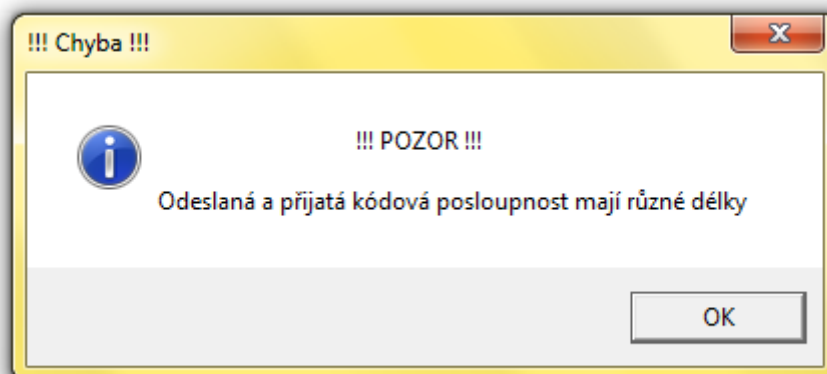 !!! Chyba !!!
!!! POZOR !!!
Odeslaná a přijatá kódová posloupnost mají různé délky
OK